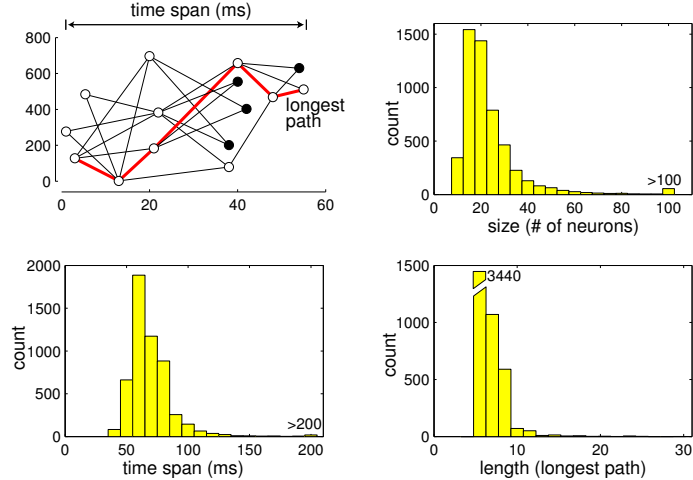 time span (ms)
800
600
400
200
0
0 20 40 60
longest
path
1500
1000
500
0
count
>100
0 20 40 60 80 100
size (# of neurons)
2000
1500
1000
500
0
count
>200
0 50 100 150 200
time span (ms)
1500
1000
500
0
count
3440
0 10 20 30
length (longest path)